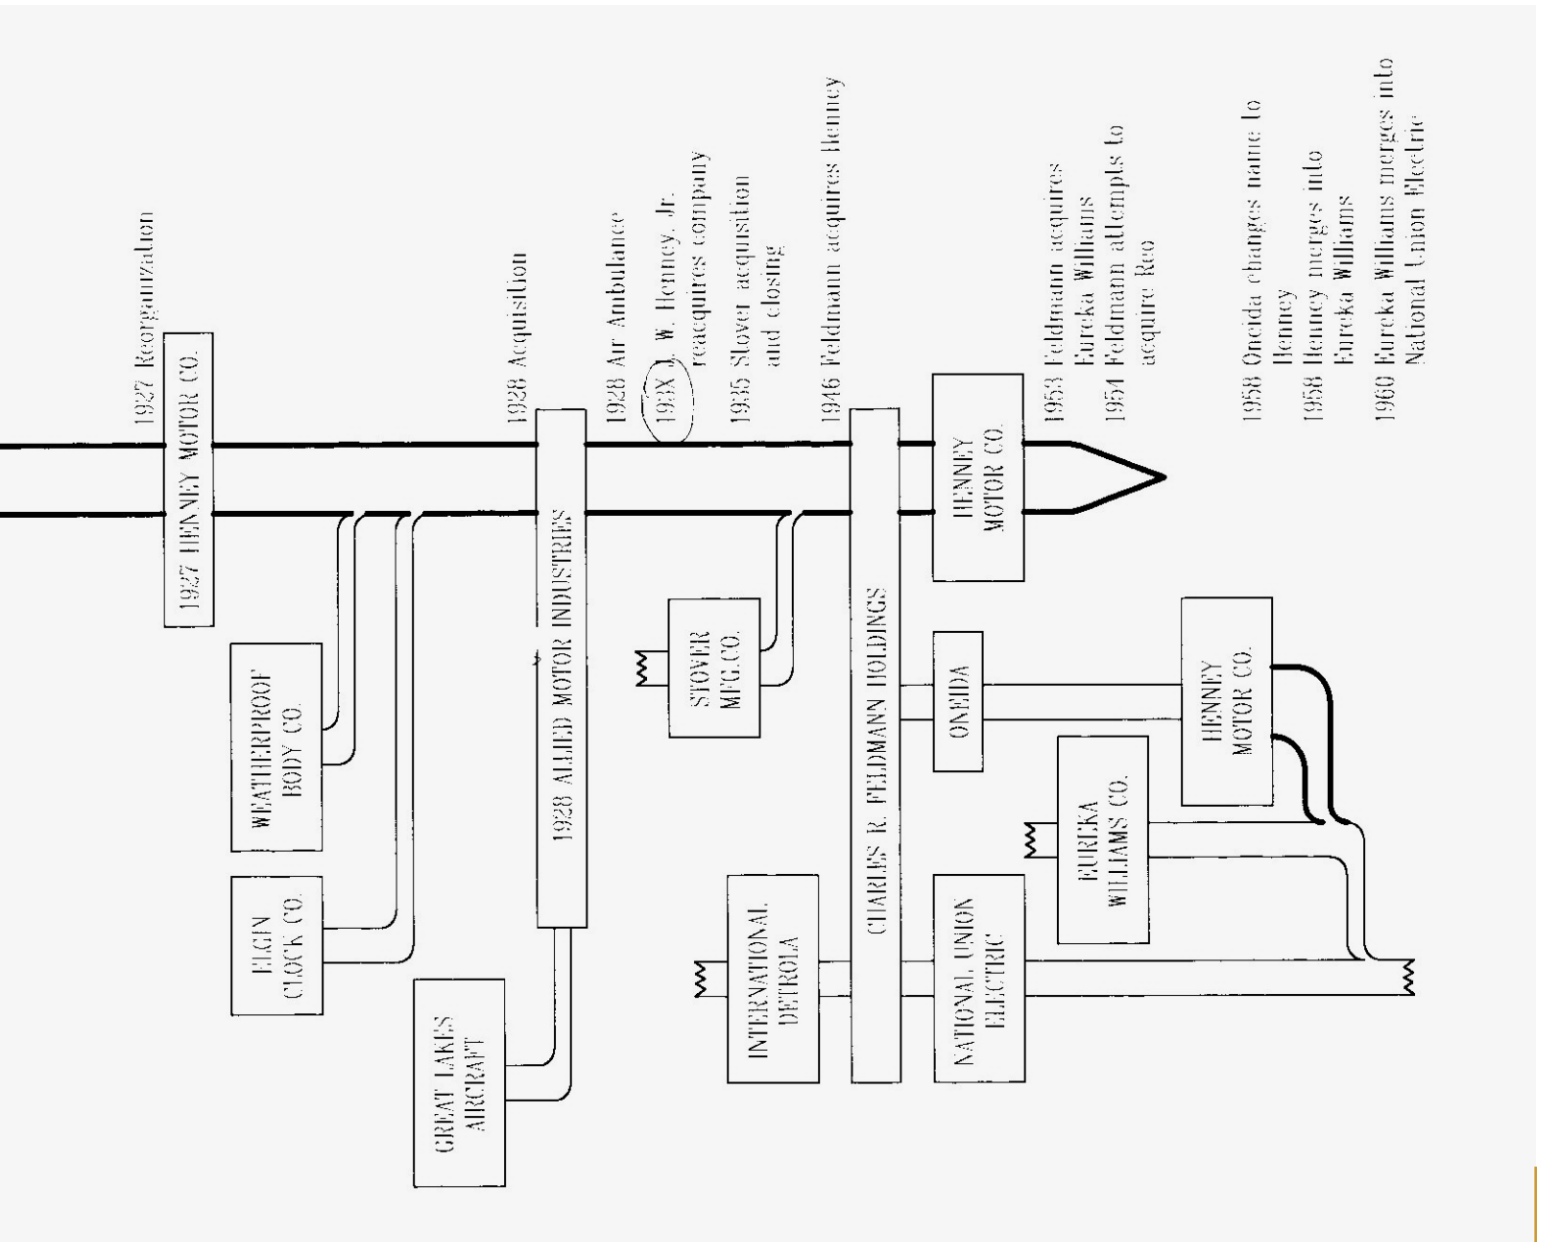 1927 Reorganization
1928 Acquisition
1928 Air Ambulance
193X J. W. Henney, Jr.
reacquires company
1935 Stover acquisition
and closing
1946 Feldmann acquires Henney
1953 Feldmann acquires
Eureka Williams
1954 Feldmann attempts to
acquire Reo
1958 Oneida changes name to
Henney
1958 Henney merges into
Eureka Williams
1960 Eureka Williams merges into
National Union Electric
1927 HENNEY MOTOR CO.
WEATHERPROOF
BODY CO.
ELGIN
CLOCK CO.
GREAT LAKES
AIRCRAFT
1928 ALLIED MOTOR INDUSTRIES
STOVER
MFG.CO.
INTERNATIONAL
DETROLA
CHARLES R. FELDMANN HOLDINGS
HENNEY
MOTOR CO.
ONEIDA
NATIONAL UNION
ELECTRIC
EUREKA
WILLIAMS CO.
HENNEY
MOTOR CO.